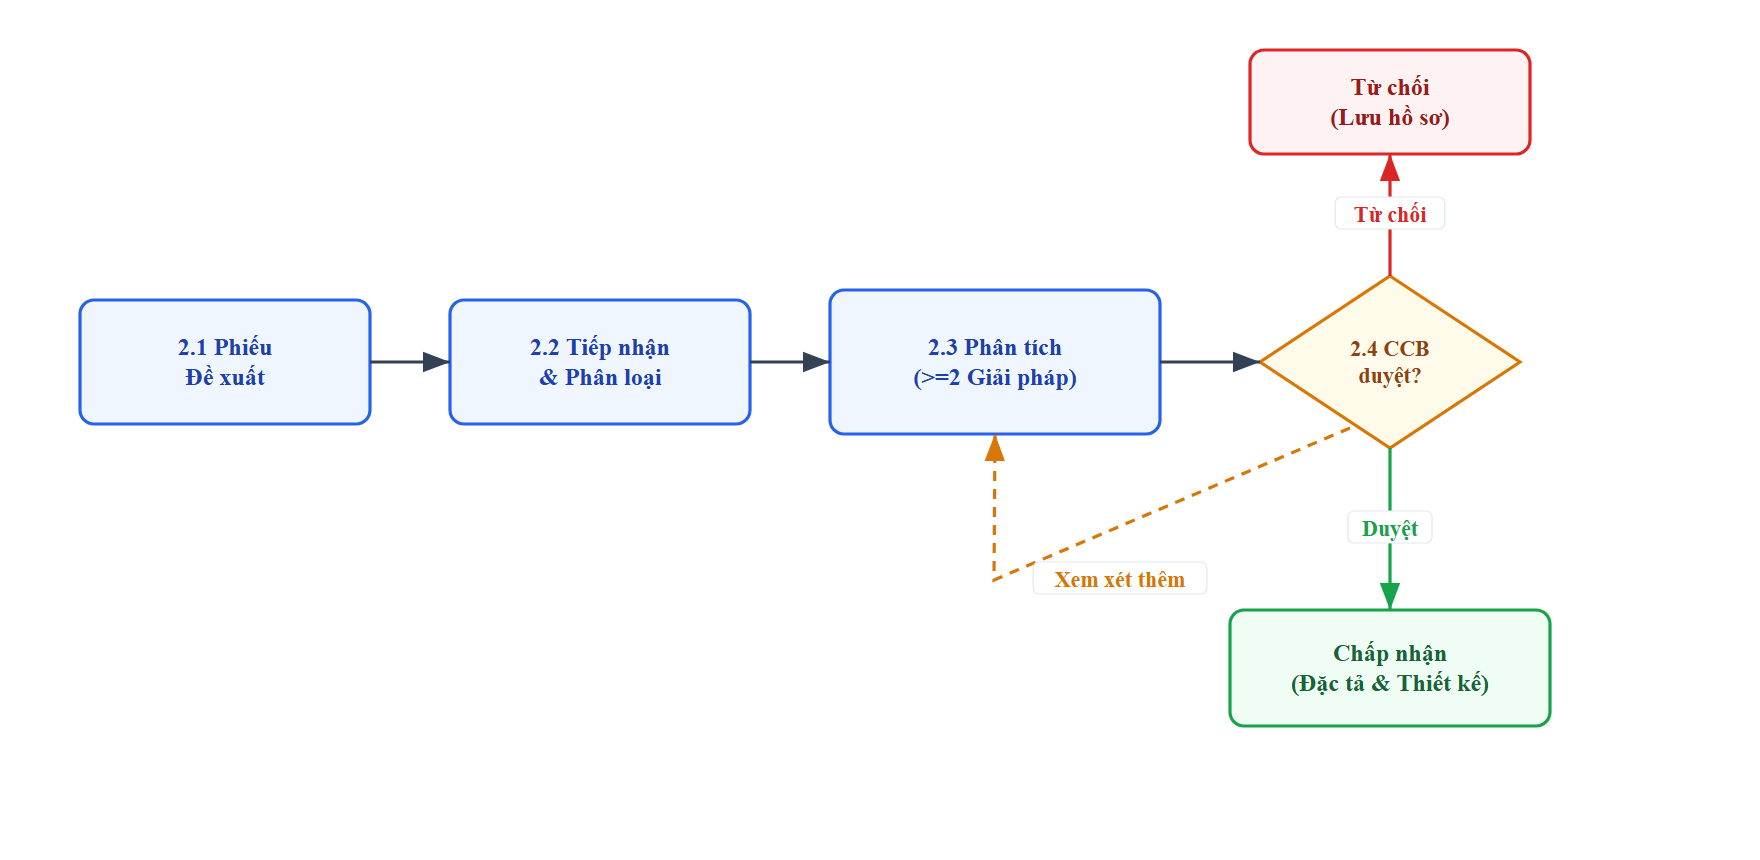 Từ chối
(Lưu hồ sơ)
Từ chối
2.1 Phiếu
Đề xuất
2.2 Tiếp nhận
& Phân loại
2.3 Phân tích
(>=2 Giải pháp)
2.4 CCB
duyệt?
Duyệt
Xem xét thêm
Chấp nhận
(Đặc tả & Thiết kế)